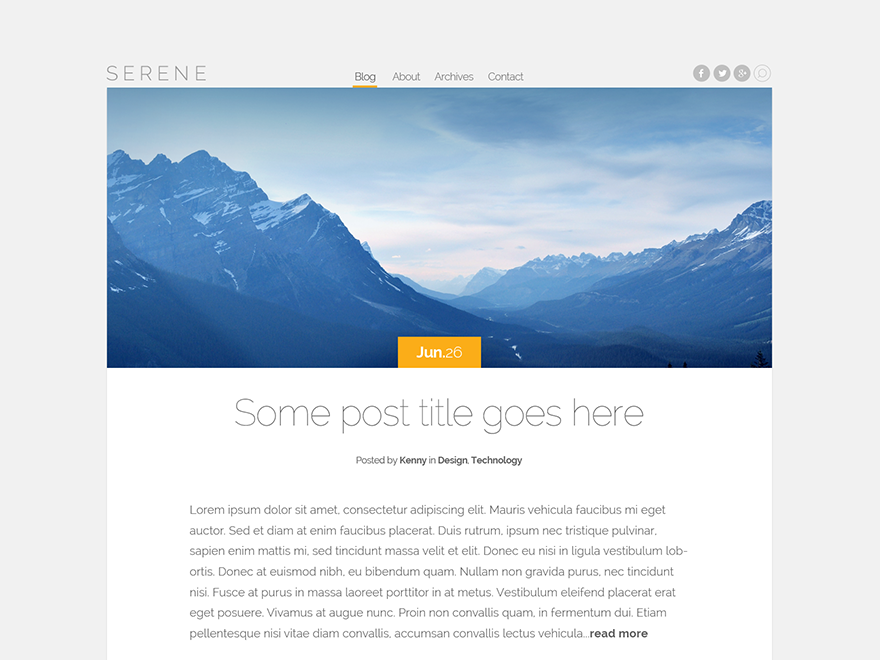 SERENE
Blog About Archives Contact
Jun.26
Some post title goes here
Posted by Kenny in Design, Technology
Lorem ipsum dolor sit amet, consectetur adipiscing elit. Mauris vehicula faucibus mi eget
auctor. Sed et diam at enim faucibus placerat. Duis rutrum, ipsum nec tristique pulvinar,
sapien enim mattis mi, sed tincidunt massa velit et elit. Donec eu nisi in ligula vestibulum lob-
ortis. Donec at euismod nibh, eu bibendum quam. Nullam non gravida purus, nec tincidunt
nisi. Fusce at purus in massa laoreet porttitor in at metus. Vestibulum eleifend placerat erat
eget posuere. Vivamus at augue nunc. Proin non convallis quam, in fermentum dui. Etiam
pellentesque nisi vitae diam convallis, accumsan convallis lectus vehicula...read more